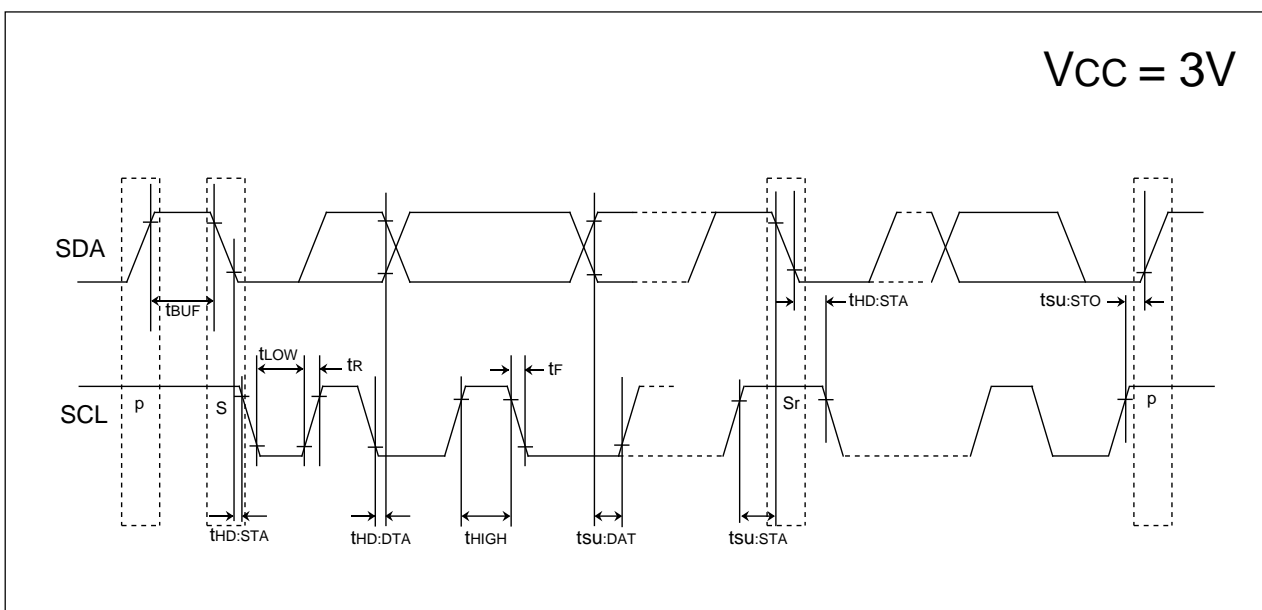 VCC = 3V
SDA
tBUF
tHD:STA
tsu:STO
tLOW
tR
tF
SCL
p
S
Sr
p
tHD:STA
tHD:DTA
tHIGH
tsu:DAT
tsu:STA